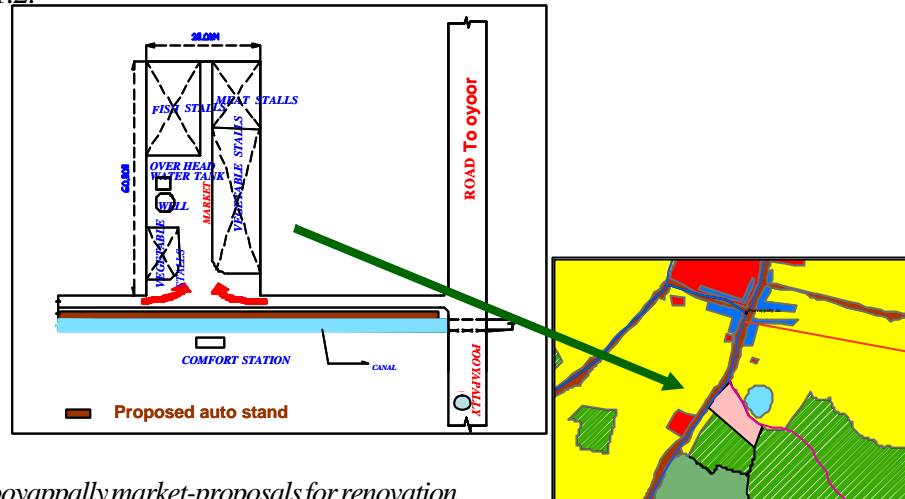 FISH STALLS
MEAT STALLS
OVER HEAD
WATER TANK
WELL
MARKET
VEGETABLE STALLS
VEGETABLE
STALLS
ROAD To oyoor
COMFORT STATION
CANAL
POOYAPALLY
Proposed auto stand
ooyappally market-proposals for renovation